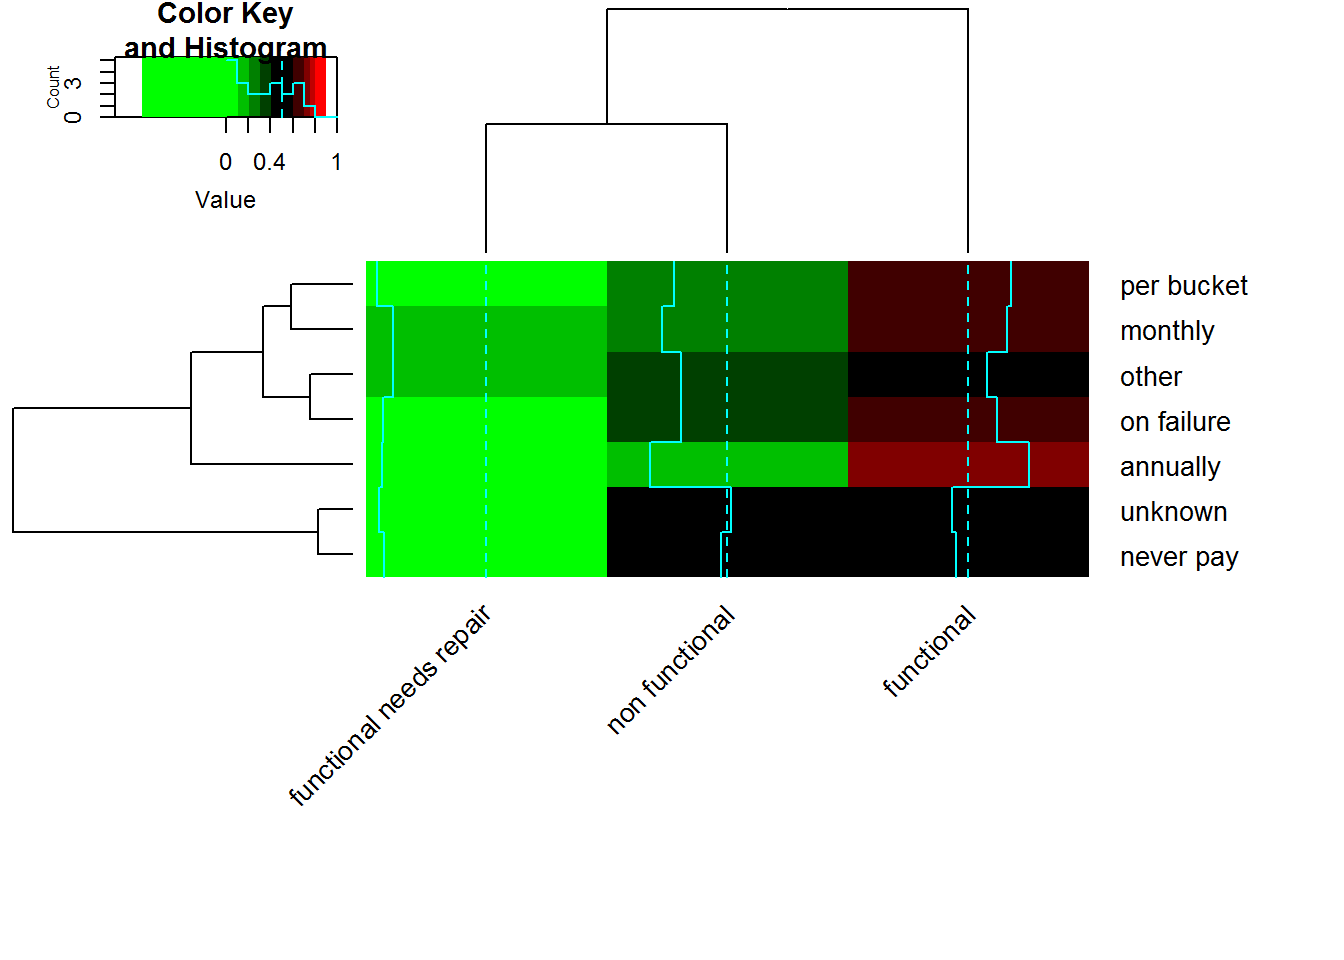 Color Key
and Histogram
Count
0 3
0 0.4 1
Value
per bucket
monthly
other
on failure
annually
unknown
never pay
functional needs repair
non functional
functional